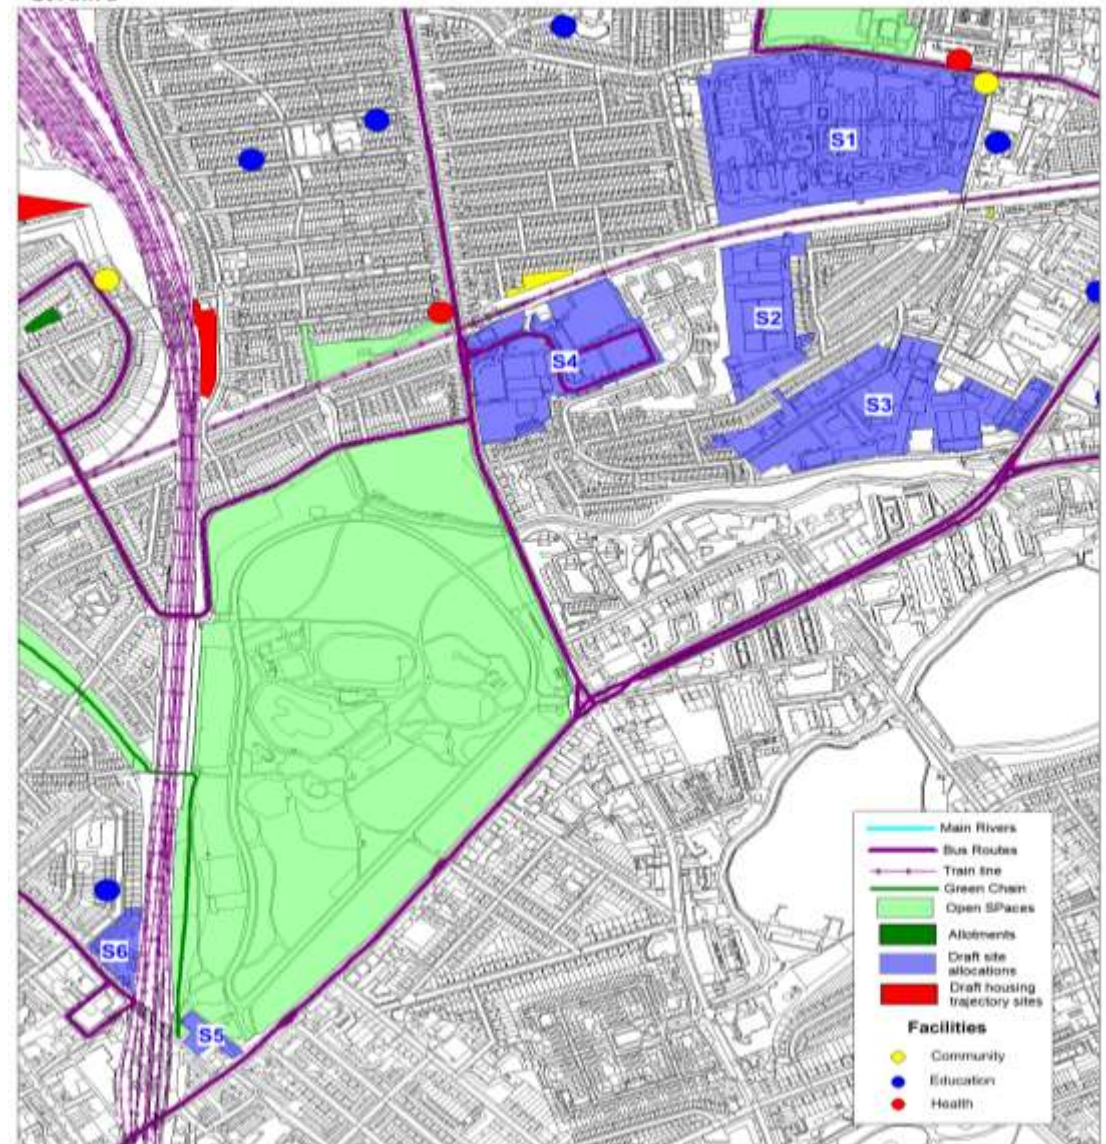 S1
S2
S4
S3
S6
S5
Main Rivers
Bus Routes
Train line
Green Chain
Open SPaces
Allotments
Draft site
allocations
Draft housing
trajectory sites
Facilities
Community
Education
Health